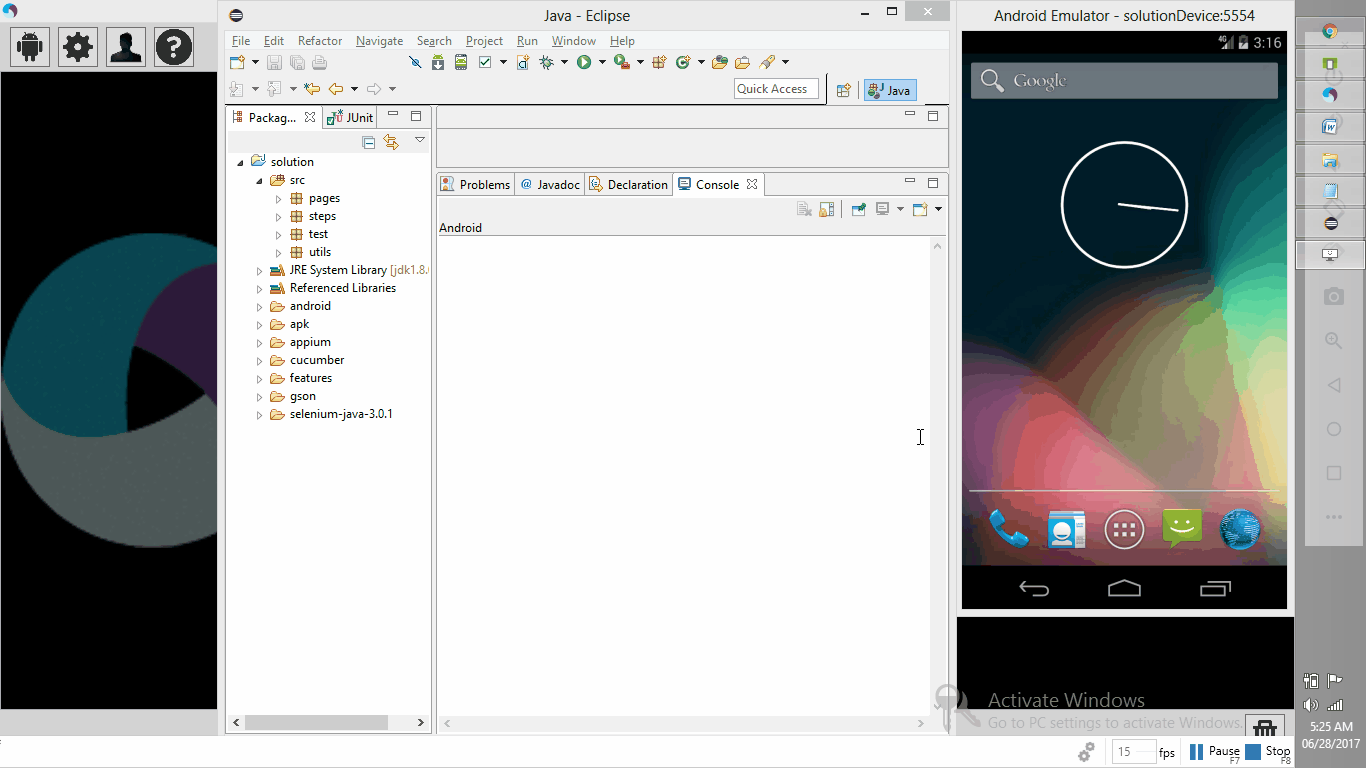 Java - Eclipse
File Edit Refactor Navigate Search Project Run Window Help
Quick Access
Java
Packag...
JUnit
solution
src
pages
steps
test
utils
JRE System Library [jdk1.8.
Referenced Libraries
android
apk
appium
cucumber
features
gson
selenium-java-3.0.1
Problems @ Javadoc Declaration Console
Android
Android Emulator - solutionDevice:5554
4G 3:16
Google
Activate Windows
Go to PC settings to activate Windows.
15 fps Pause F7 Stop F8
5:25 AM
06/28/2017